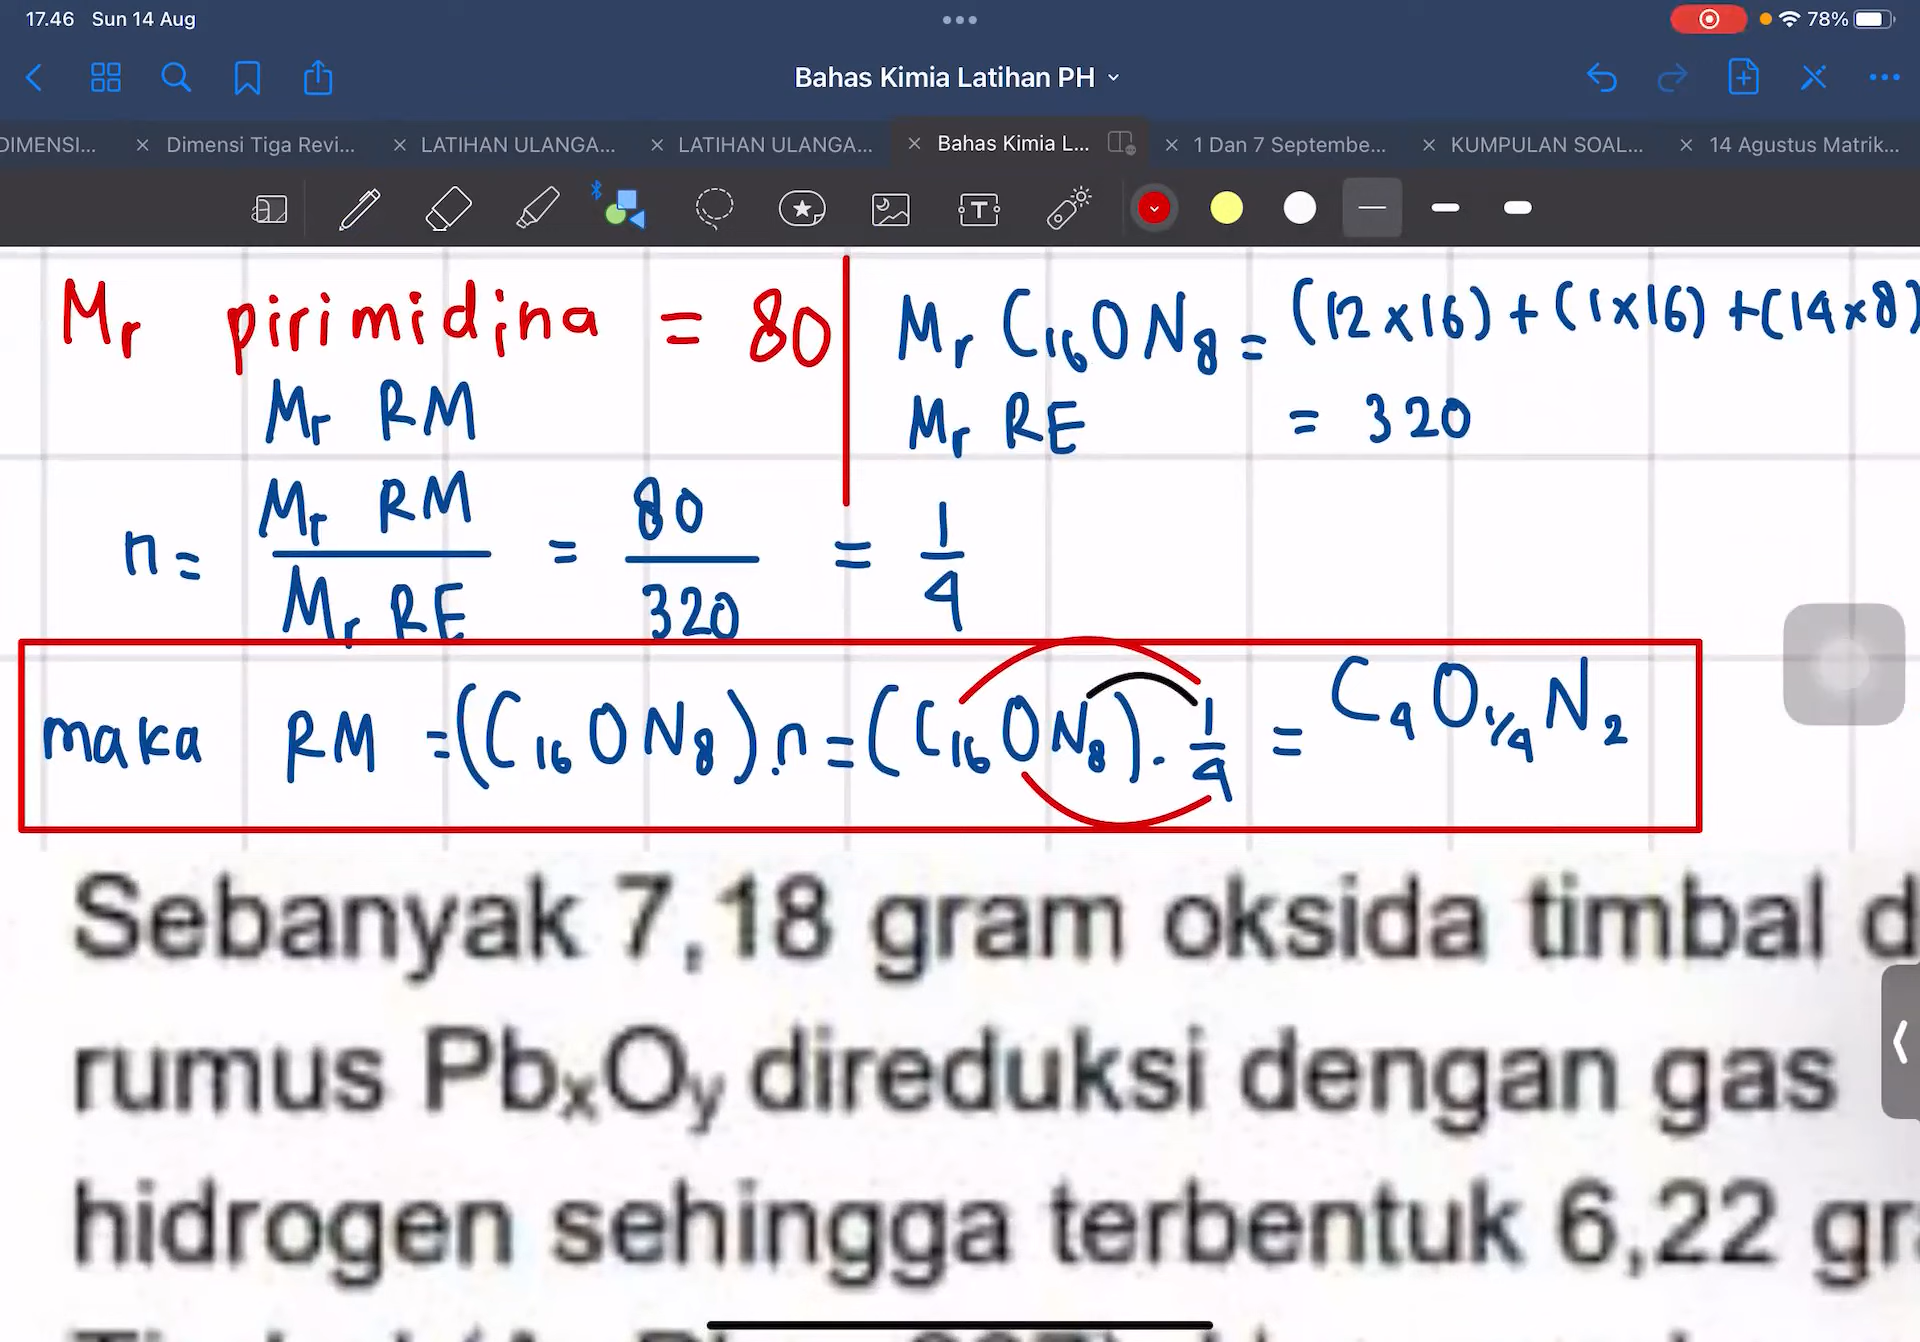 17.46 Sun 14 Aug
78%
Bahas Kimia Latihan PH
DIMENSI... × Dimensi Tiga Revi... × LATIHAN ULANGA... × LATIHAN ULANGA... × Bahas Kimia L... × 1 Dan 7 Septembe... × KUMPULAN SOAL... × 14 Agustus Matrik...
Mr pirimidina = 80
Mr RM
Mr C₁₆ON₈ = (12x16) + (1x16) + (14x8)
Mr RE = 320
n = Mr RM / Mr RE = 80/320 = 1/4
maka RM = (C₁₆ON₈).n = (C₁₆ON₈).1/4 = C₄O₁/₄N₂
Sebanyak 7,18 gram oksida timbal d
rumus PbₓOᵧ direduksi dengan gas
hidrogen sehingga terbentuk 6,22 gr